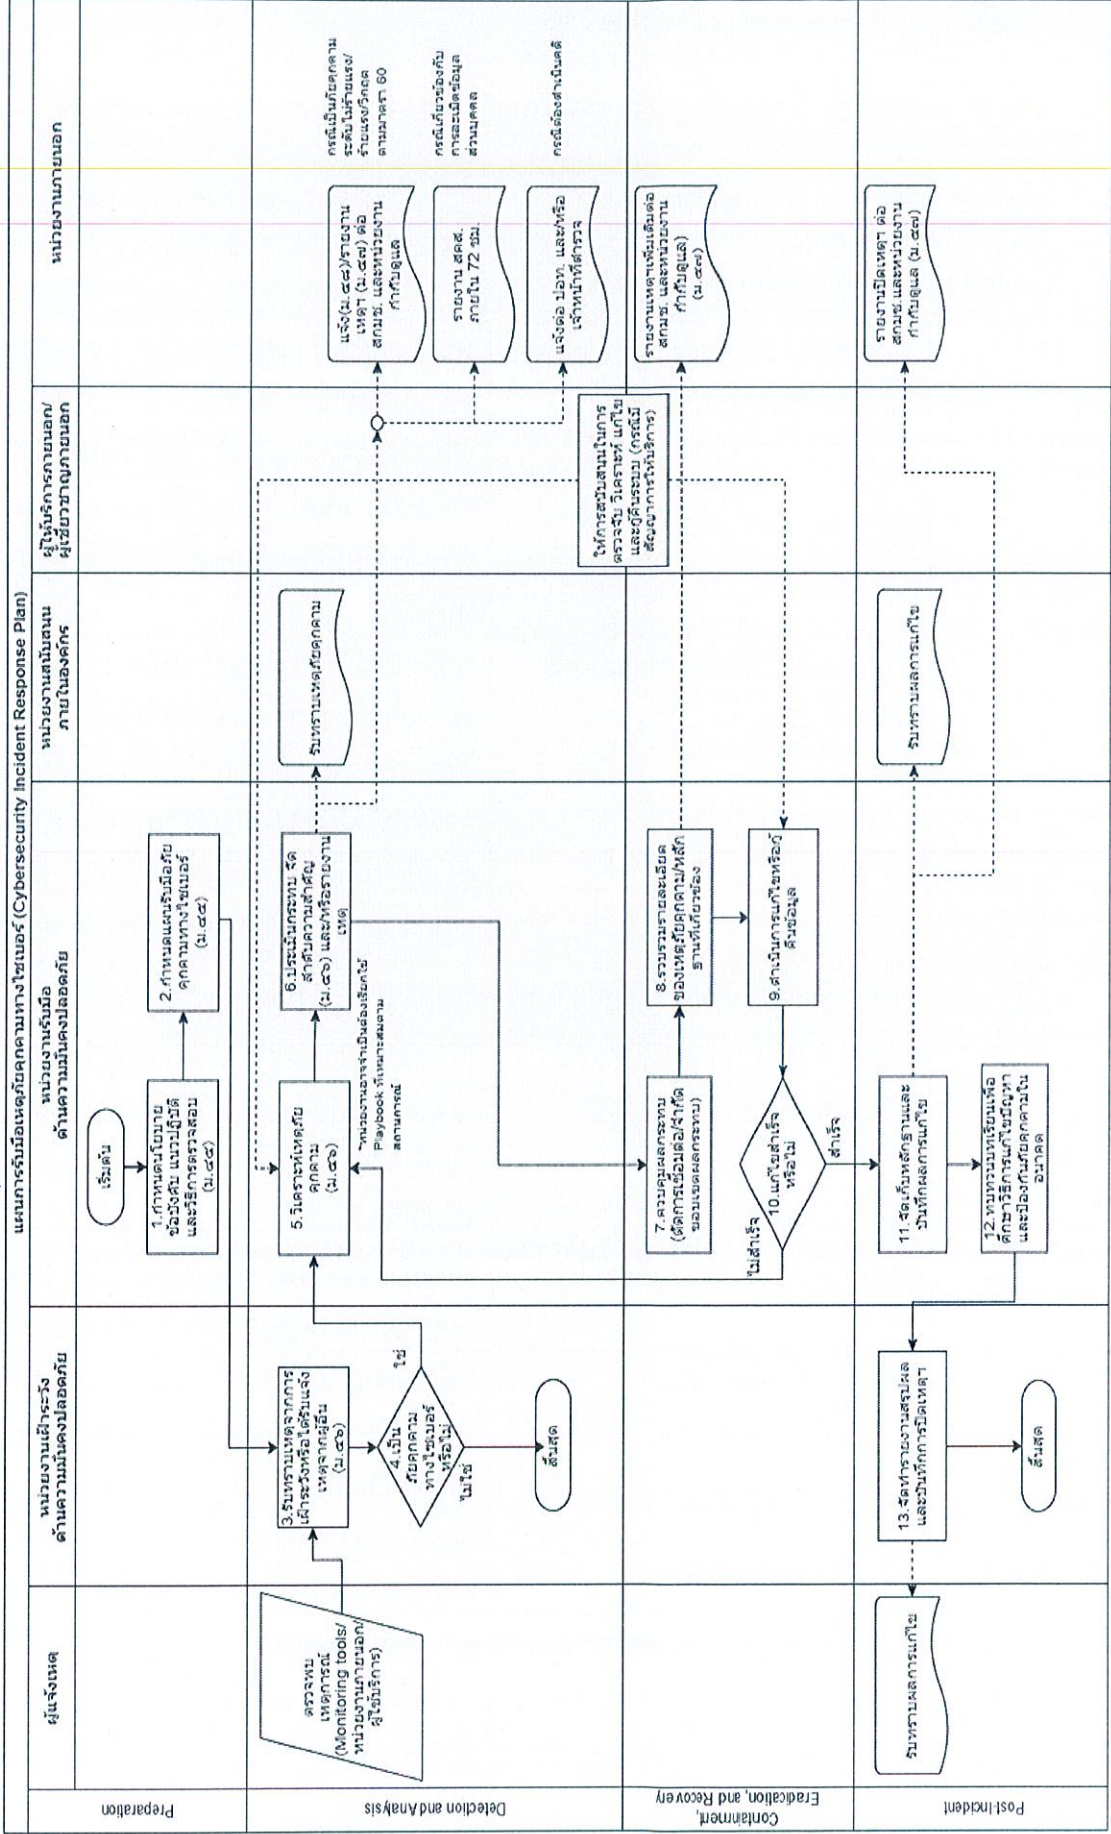 แผนการรับมือเหตุภัยคุกคามทางไซเบอร์ (Cybersecurity Incident Response Plan)
ผู้แจ้งเหตุ
หน่วยงานเฝ้าระวัง
ด้านความมั่นคงปลอดภัย
หน่วยงานรับมือ
ด้านความมั่นคงปลอดภัย
หน่วยงานสนับสนุน
ภายในองค์กร
ผู้ให้บริการภายนอก/
ผู้เชี่ยวชาญภายนอก
หน่วยงานภายนอก
Preparation
เริ่มต้น
1.กำหนดนโยบาย
ข้อบังคับ แนวปฏิบัติ
และวิธีการตรวจสอบ
(ม.๔๔)
2.กำหนดแผนรับมือภัย
คุกคามทางไซเบอร์
(ม.๔๔)
Detection and Analysis
ตรวจพบ
เหตุการณ์
(Monitoring tools/
หน่วยงานภายนอก/
ผู้ใช้บริการ)
3.รับทราบเหตุจากการ
เฝ้าระวังหรือได้รับแจ้ง
เหตุจากผู้อื่น
(ม.๔๖)
4.เป็น
ภัยคุกคาม
ทางไซเบอร์
หรือไม่
ใช่
ไม่ใช่
สิ้นสุด
5.วิเคราะห์เหตุภัย
คุกคาม
(ม.๔๖)
*หน่วยงานอาจจำเป็นต้องเรียกใช้
Playbook ที่เหมาะสมตาม
สถานการณ์
6.ประเมินกระทบ จัด
ลำดับความสำคัญ
(ม.๔๖) และ/หรือรายงาน
เหตุ
รับทราบเหตุภัยคุกคาม
แจ้ง(ม.๔๘)/รายงาน
เหตุฯ (ม.๕๗) ต่อ
สกมช. และหน่วยงาน
กำกับดูแล
กรณีเป็นภัยคุกคาม
ระดับไม่ร้ายแรง/
ร้ายแรง/วิกฤต
ตามมาตรา 60
รายงาน สคส.
ภายใน 72 ชม.
กรณีเกี่ยวข้องกับ
การละเมิดข้อมูล
ส่วนบุคคล
แจ้งต่อ ปอท. และ/หรือ
เจ้าหน้าที่ตำรวจ
กรณีต้องดำเนินคดี
Containment,
Eradication, and Recovery
7.ควบคุมผลกระทบ
(ตัดการเชื่อมต่อ/จำกัด
ขอบเขตผลกระทบ)
8.รวบรวมรายละเอียด
ของเหตุภัยคุกคาม/หลัก
ฐานที่เกี่ยวข้อง
9.ดำเนินการแก้ไขหรือกู้
คืนข้อมูล
10.แก้ไขสำเร็จ
หรือไม่
ไม่สำเร็จ
สำเร็จ
ให้การสนับสนุนในการ
ตรวจจับ วิเคราะห์ แก้ไข
และกู้คืนระบบ (กรณีมี
สัญญาการให้บริการ)
รายงานเหตุฯเพิ่มเติมต่อ
สกมช. และหน่วยงาน
กำกับดูแล)
(ม.๕๗)
Post-Incident
รับทราบผลการแก้ไข
13.จัดทำรายงานสรุปผล
และบันทึกการปิดเหตุฯ
สิ้นสุด
11.จัดเก็บหลักฐานและ
บันทึกผลการแก้ไข
12.ทบทวนบทเรียนเพื่อ
ศึกษาวิธีการแก้ไขปัญหา
และป้องกันภัยคุกคามใน
อนาคต
รับทราบผลการแก้ไข
รายงานปิดเหตุฯ ต่อ
สกมช.และหน่วยงาน
กำกับดูแล (ม.๕๗)